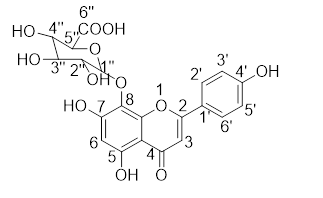 6''
HO 4'' COOH
5'' O
HO 3'' 2'' 1''
OH O
3'
2' 4' OH
HO 7 8 O 1
2 1' 5'
6 3 6'
5 4
OH O